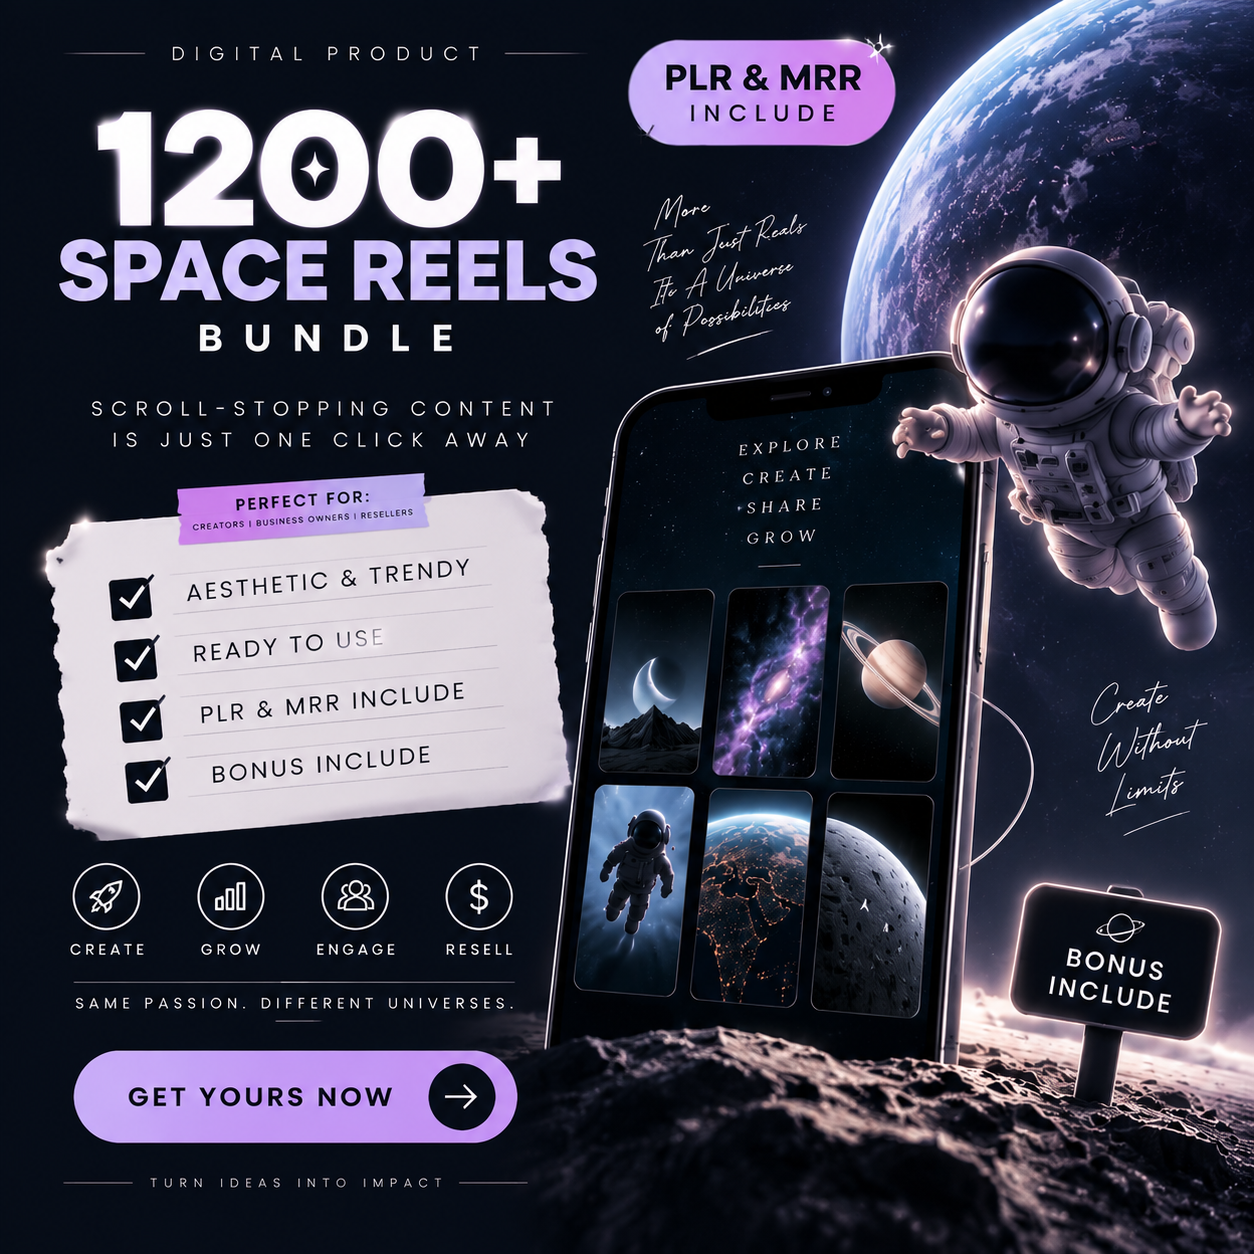 DIGITAL PRODUCT
1200+
SPACE REELS
BUNDLE
SCROLL-STOPPING CONTENT
IS JUST ONE CLICK AWAY
PERFECT FOR:
CREATORS | BUSINESS OWNERS | RESELLERS
AESTHETIC & TRENDY
READY TO USE
PLR & MRR INCLUDE
BONUS INCLUDE
CREATE
GROW
ENGAGE
RESELL
SAME PASSION. DIFFERENT UNIVERSES.
GET YOURS NOW
TURN IDEAS INTO IMPACT
PLR & MRR
INCLUDE
More
Than Just Reals
Its A Universe
of Possibilities
EXPLORE
CREATE
SHARE
GROW
Create
Without
Limits
BONUS
INCLUDE